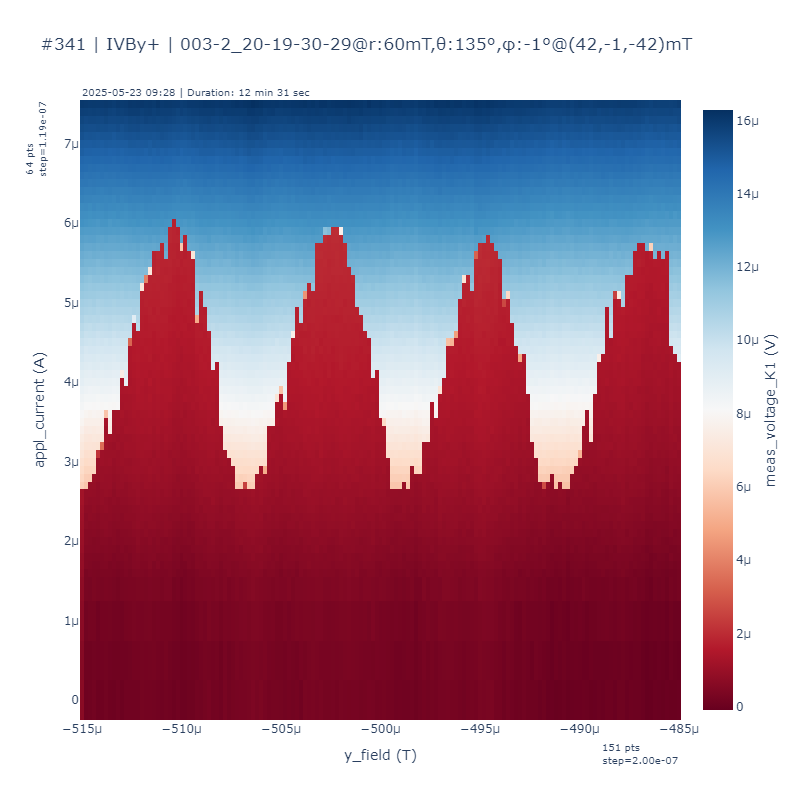 #341 | IVBy+ | 003-2_20-19-30-29@r:60mT,θ:135°,φ:-1°@(42,-1,-42)mT
2025-05-23 09:28 | Duration: 12 min 31 sec
64 pts
step=1.19e-07
7μ
6μ
5μ
4μ
3μ
2μ
1μ
0
appl_current (A)
−515μ
−510μ
−505μ
−500μ
−495μ
−490μ
−485μ
y_field (T)
151 pts
step=2.00e-07
16μ
14μ
12μ
10μ
8μ
6μ
4μ
2μ
0
meas_voltage_K1 (V)